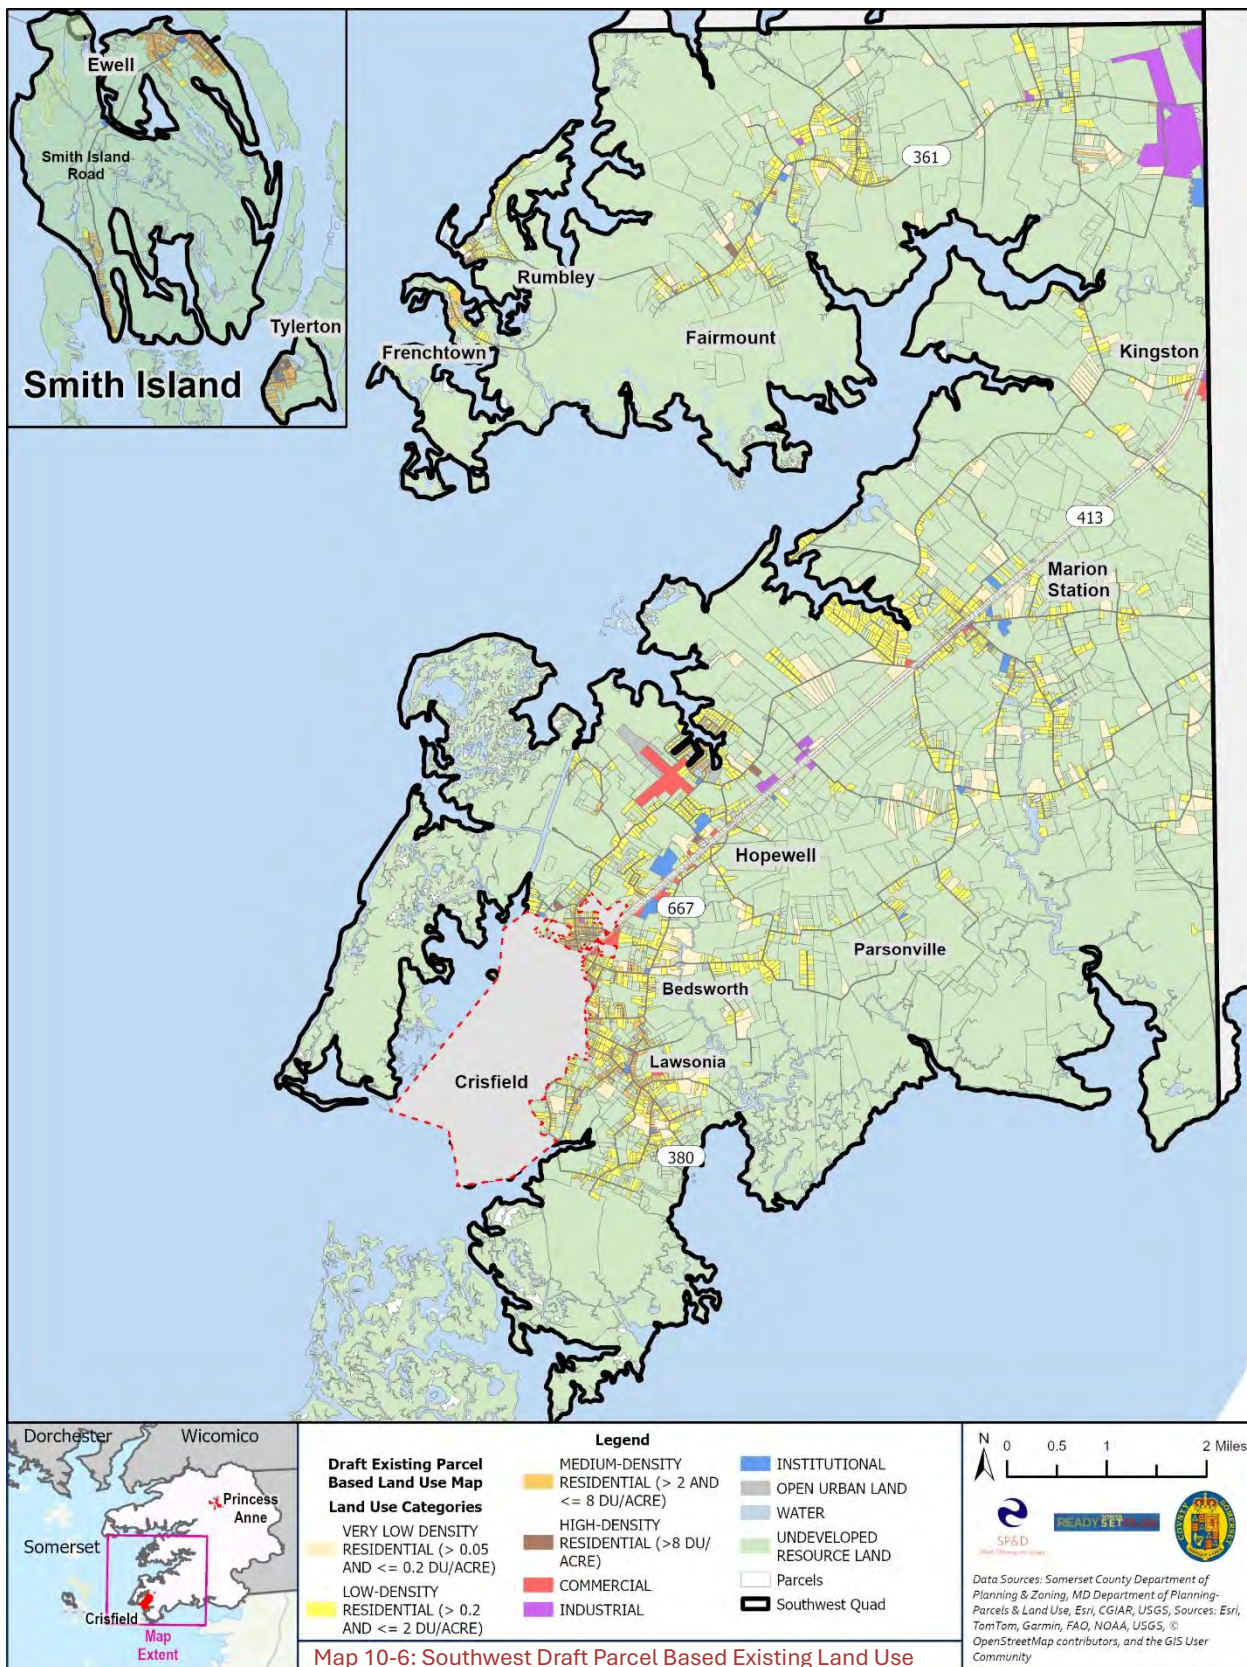 Ewell
Smith Island
Road
Tylerton
Smith Island
361
Rumbley
Frenchtown
Fairmount
Kingston
413
Marion
Station
Hopewell
667
Parsonville
Bedsworth
Lawsonia
Crisfield
380
Dorchester
Wicomico
Princess
Anne
Somerset
Crisfield
Map
Extent
Legend
Draft Existing Parcel
Based Land Use Map
Land Use Categories
VERY LOW DENSITY
RESIDENTIAL (> 0.05
AND <= 0.2 DU/ACRE)
LOW-DENSITY
RESIDENTIAL (> 0.2
AND <= 2 DU/ACRE)
MEDIUM-DENSITY
RESIDENTIAL (> 2 AND
<= 8 DU/ACRE)
HIGH-DENSITY
RESIDENTIAL (>8 DU/
ACRE)
COMMERCIAL
INDUSTRIAL
INSTITUTIONAL
OPEN URBAN LAND
WATER
UNDEVELOPED
RESOURCE LAND
Parcels
Southwest Quad
Map 10-6: Southwest Draft Parcel Based Existing Land Use
N
0 0.5 1 2 Miles
SP&D
READY SET
Data Sources: Somerset County Department of
Planning & Zoning, MD Department of Planning-
Parcels & Land Use, Esri, CGIAR, USGS, Sources: Esri,
TomTom, Garmin, FAO, NOAA, USGS, ©
OpenStreetMap contributors, and the GIS User
Community